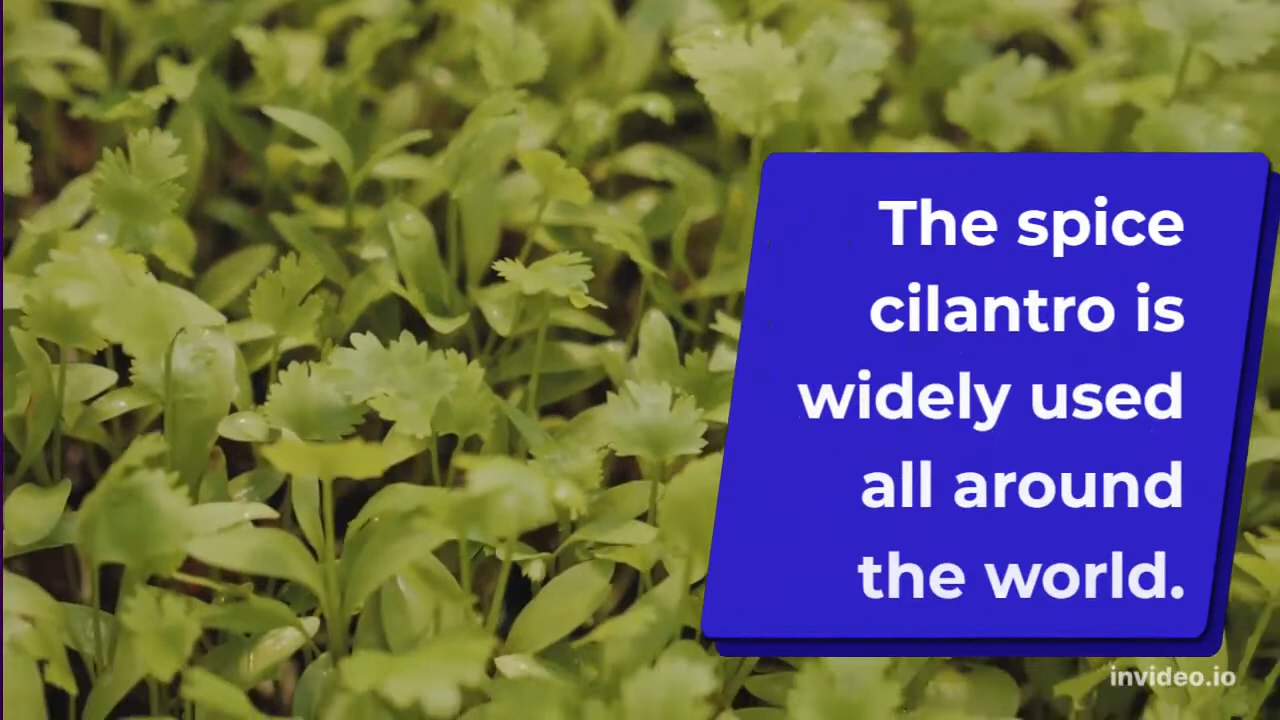 The spice
cilantro is
widely used
all around
the world.
invideo.io